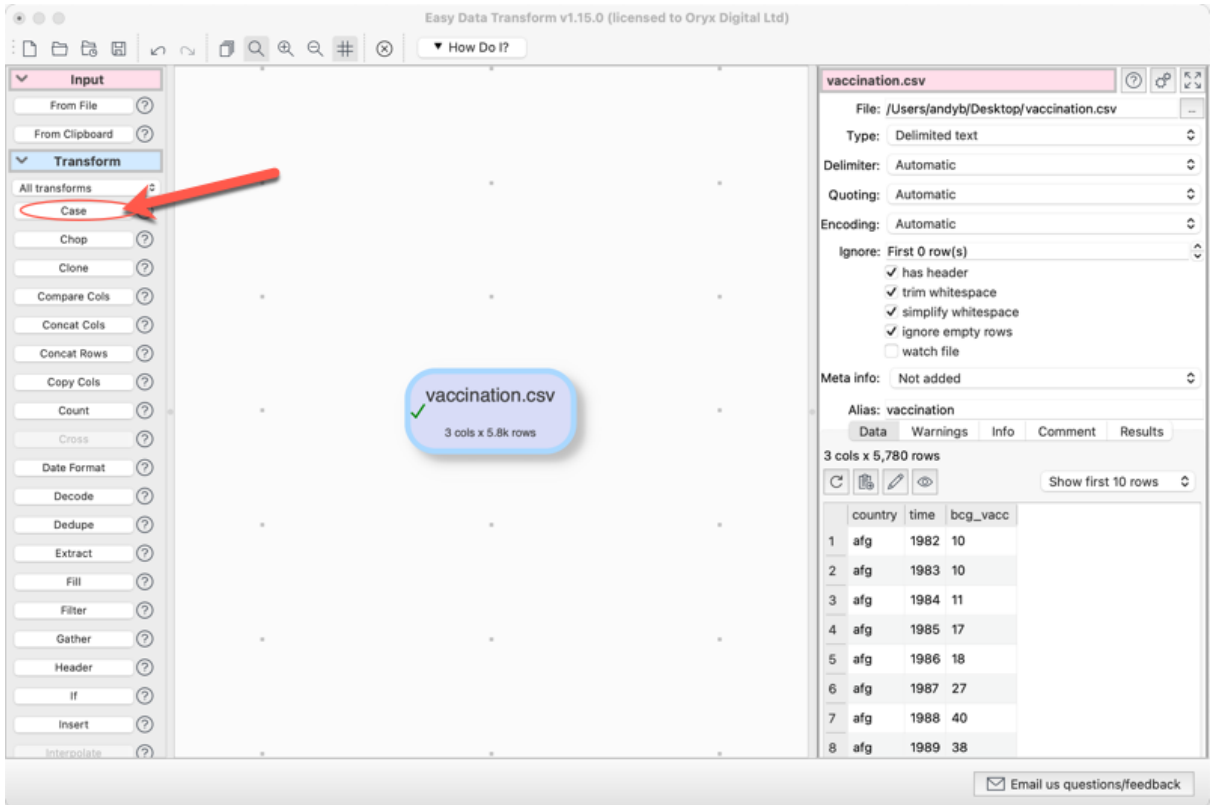 Easy Data Transform v1.15.0 (licensed to Oryx Digital Ltd)
▼ How Do I?
Input
From File
From Clipboard
Transform
All transforms
Case
Chop
Clone
Compare Cols
Concat Cols
Concat Rows
Copy Cols
Count
Cross
Date Format
Decode
Dedupe
Extract
Fill
Filter
Gather
Header
If
Insert
Interpolate
vaccination.csv
3 cols x 5.8k rows
vaccination.csv
File: /Users/andyb/Desktop/vaccination.csv ...
Type: Delimited text
Delimiter: Automatic
Quoting: Automatic
Encoding: Automatic
Ignore: First 0 row(s)
has header
trim whitespace
simplify whitespace
ignore empty rows
watch file
Meta info: Not added
Alias: vaccination
Data Warnings Info Comment Results
3 cols x 5,780 rows
Show first 10 rows
country time bcg_vacc
1 afg 1982 10
2 afg 1983 10
3 afg 1984 11
4 afg 1985 17
5 afg 1986 18
6 afg 1987 27
7 afg 1988 40
8 afg 1989 38
Email us questions/feedback